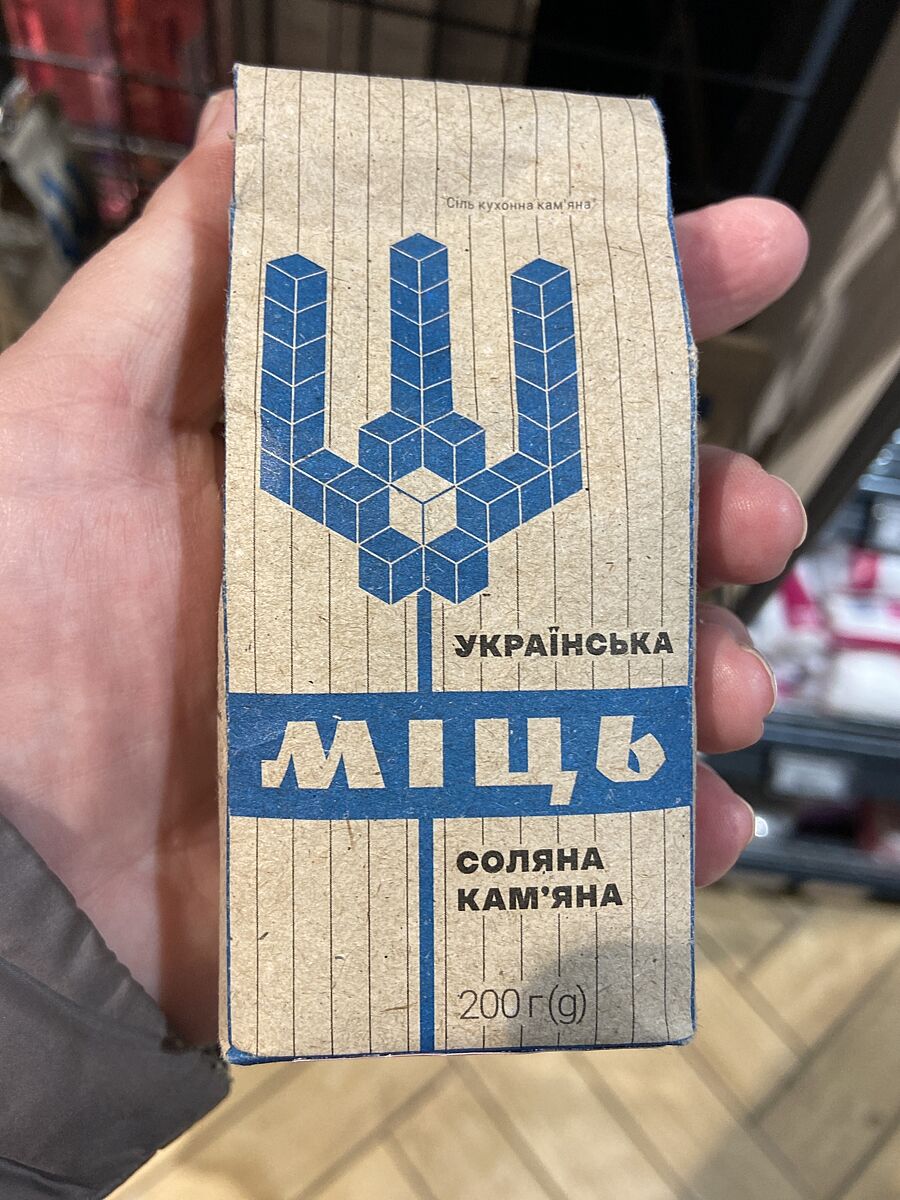 "Сіль кухонна кам'яна"
УКРАЇНСЬКА
МІЦЬ
СОЛЯНА
КАМ'ЯНА
200 г (g)